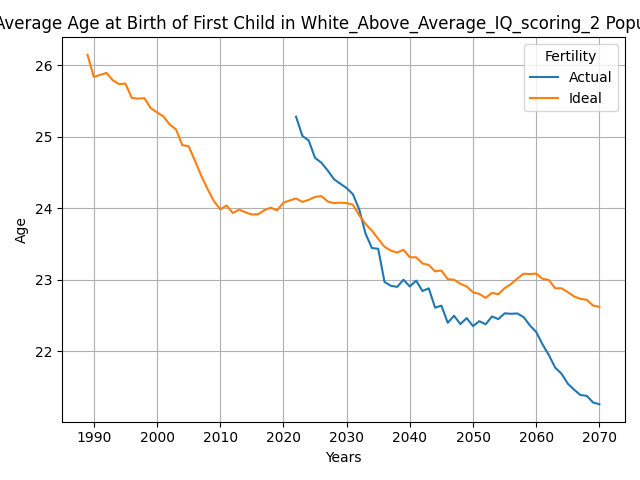 Average Age at Birth of First Child in White_Above_Average_IQ_scoring_2 Popu
Fertility
Actual
Ideal
26
25
24
23
22
Age
1990 2000 2010 2020 2030 2040 2050 2060 2070
Years